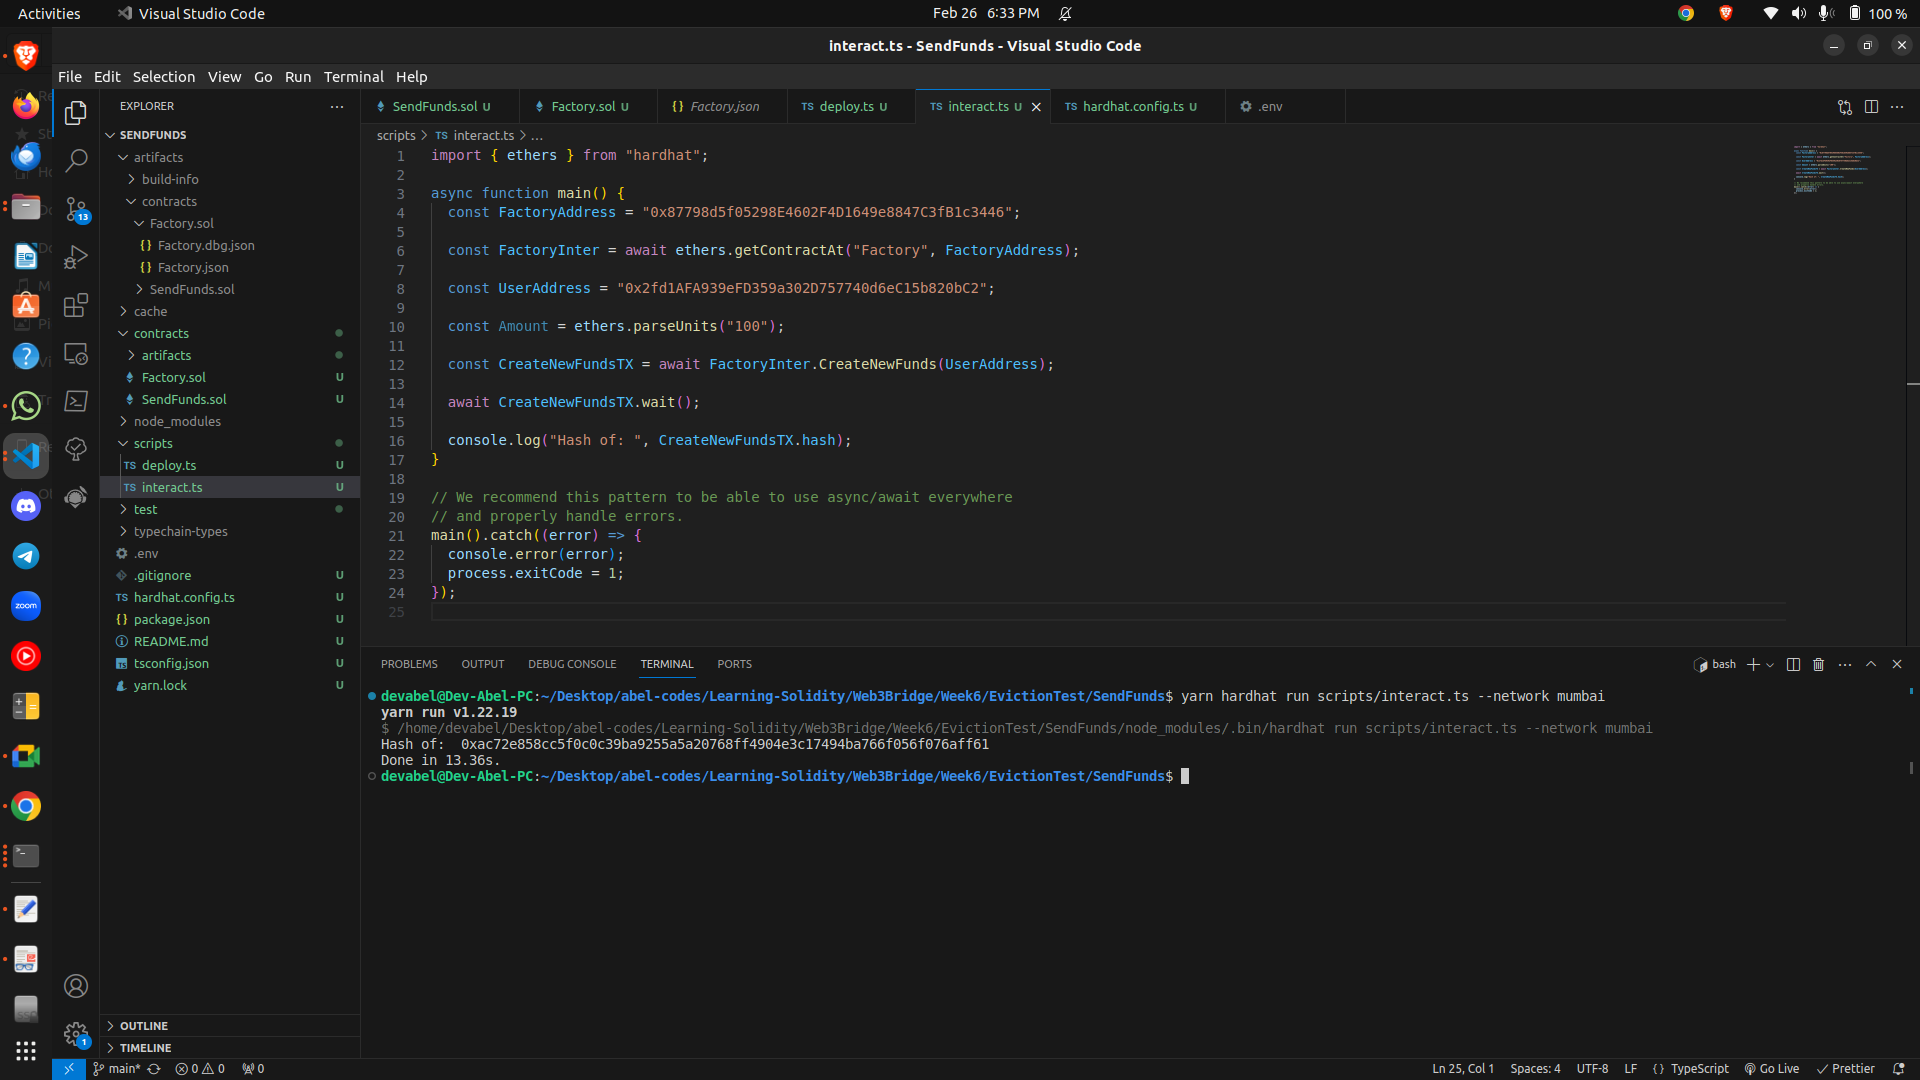 Activities
Visual Studio Code
Feb 26 6:33 PM
100 %
interact.ts - SendFunds - Visual Studio Code
File Edit Selection View Go Run Terminal Help
EXPLORER
SENDFUNDS
artifacts
build-info
contracts
Factory.sol
{} Factory.dbg.json
{} Factory.json
SendFunds.sol
cache
contracts
artifacts
Factory.sol U
SendFunds.sol U
node_modules
scripts
TS deploy.ts U
TS interact.ts U
test
typechain-types
.env
.gitignore U
TS hardhat.config.ts U
{} package.json U
README.md U
tsconfig.json U
yarn.lock U
OUTLINE
TIMELINE
13
1
zoom
SendFunds.sol U
Factory.sol U
{} Factory.json
TS deploy.ts U
TS interact.ts U
TS hardhat.config.ts U
.env
scripts > TS interact.ts > ...
1 import { ethers } from "hardhat";
2
3 async function main() {
4 const FactoryAddress = "0x87798d5f05298E4602F4D1649e8847C3fB1c3446";
5
6 const FactoryInter = await ethers.getContractAt("Factory", FactoryAddress);
7
8 const UserAddress = "0x2fd1AFA939eFD359a302D757740d6eC15b820bC2";
9
10 const Amount = ethers.parseUnits("100");
11
12 const CreateNewFundsTX = await FactoryInter.CreateNewFunds(UserAddress);
13
14 await CreateNewFundsTX.wait();
15
16 console.log("Hash of: ", CreateNewFundsTX.hash);
17 }
18
19 // We recommend this pattern to be able to use async/await everywhere
20 // and properly handle errors.
21 main().catch((error) => {
22 console.error(error);
23 process.exitCode = 1;
24 });
25
PROBLEMS OUTPUT DEBUG CONSOLE TERMINAL PORTS
bash
devabel@Dev-Abel-PC:~/Desktop/abel-codes/Learning-Solidity/Web3Bridge/Week6/EvictionTest/SendFunds$ yarn hardhat run scripts/interact.ts --network mumbai
yarn run v1.22.19
$ /home/devabel/Desktop/abel-codes/Learning-Solidity/Web3Bridge/Week6/EvictionTest/SendFunds/node_modules/.bin/hardhat run scripts/interact.ts --network mumbai
Hash of:  0xac72e858cc5f0c0c39ba9255a5a20768ff4904e3c17494ba766f056f076aff61
Done in 13.36s.
devabel@Dev-Abel-PC:~/Desktop/abel-codes/Learning-Solidity/Web3Bridge/Week6/EvictionTest/SendFunds$
main* 0 0 0
Ln 25, Col 1 Spaces: 4 UTF-8 LF {} TypeScript Go Live Prettier